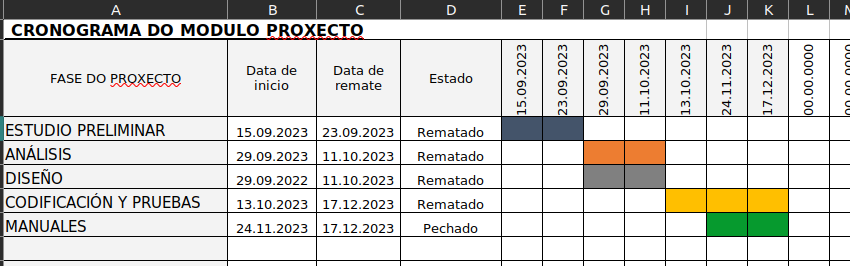 A B C D E F G H I J K L M
CRONOGRAMA DO MODULO PROXECTO
FASE DO PROXECTO
Data de
inicio
Data de
remate
Estado
15.09.2023
23.09.2023
29.09.2023
11.10.2023
13.10.2023
24.11.2023
17.12.2023
00.00.0000
00.00.0000
ESTUDIO PRELIMINAR 15.09.2023 23.09.2023 Rematado
ANÁLISIS 29.09.2023 11.10.2023 Rematado
DISEÑO 29.09.2022 11.10.2023 Rematado
CODIFICACIÓN Y PRUEBAS 13.10.2023 17.12.2023 Rematado
MANUALES 24.11.2023 17.12.2023 Pechado